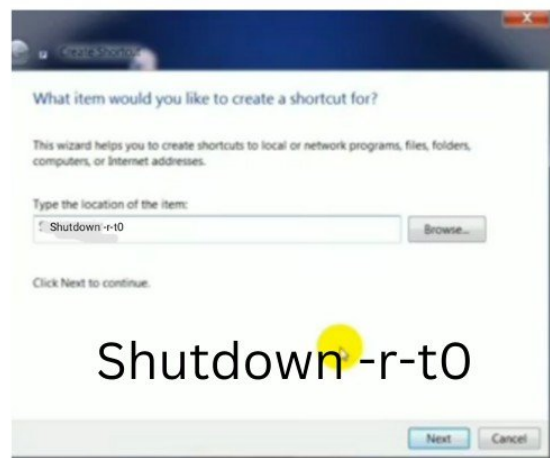 Create Shortcut
What item would you like to create a shortcut for?
This wizard helps you to create shortcuts to local or network programs, files, folders,
computers, or Internet addresses.
Type the location of the item:
Shutdown -r-t0
Browse...
Click Next to continue.
Shutdown -r-t0
Next Cancel